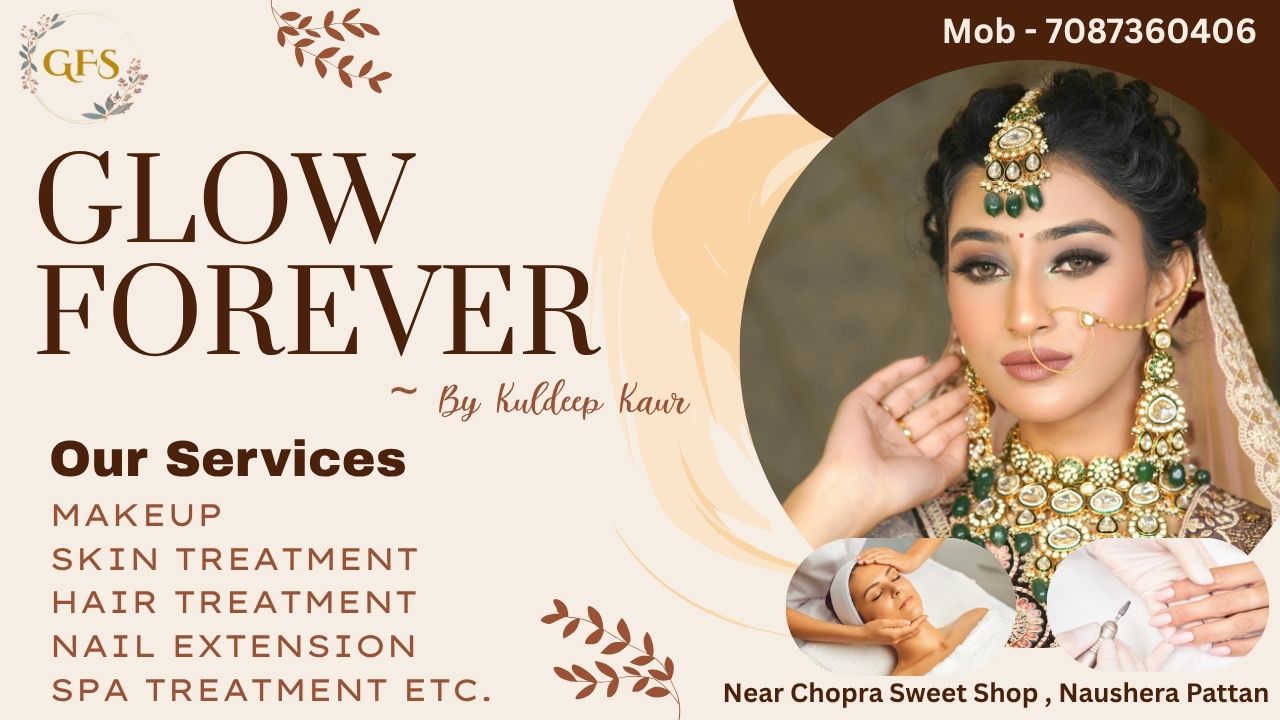 GFS
Mob - 7087360406
GLOW
FOREVER
~ By Kuldeep Kaur
Our Services
MAKEUP
SKIN TREATMENT
HAIR TREATMENT
NAIL EXTENSION
SPA TREATMENT ETC.
Near Chopra Sweet Shop , Naushera Pattan